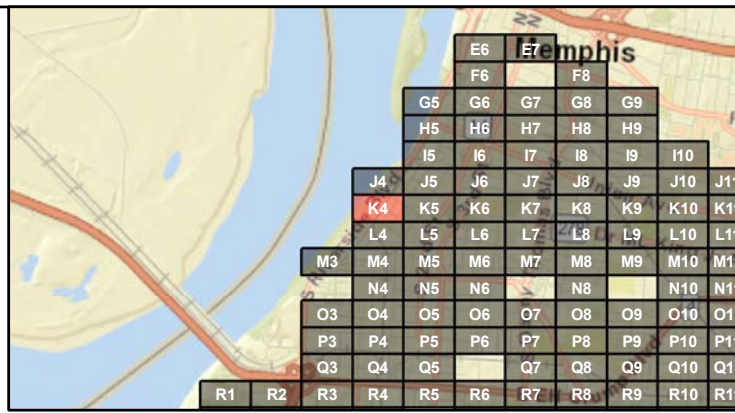 Memphis
E6 E7
F6 F8
G5 G6 G7 G8 G9
H5 H6 H7 H8 H9
I5 I6 I7 I8 I9 I10
J4 J5 J6 J7 J8 J9 J10
K4 K5 K6 K7 K8 K9 K10
L4 L5 L6 L7 L8 L9 L10
M3 M4 M5 M6 M7 M8 M9 M10
N4 N5 N6 N8 N10
O3 O4 O5 O6 O7 O8 O9 O10
P3 P4 P5 P6 P7 P8 P9 P10
Q3 Q4 Q5 Q7 Q8 Q9 Q10
R1 R2 R3 R4 R5 R6 R7 R8 R9 R10